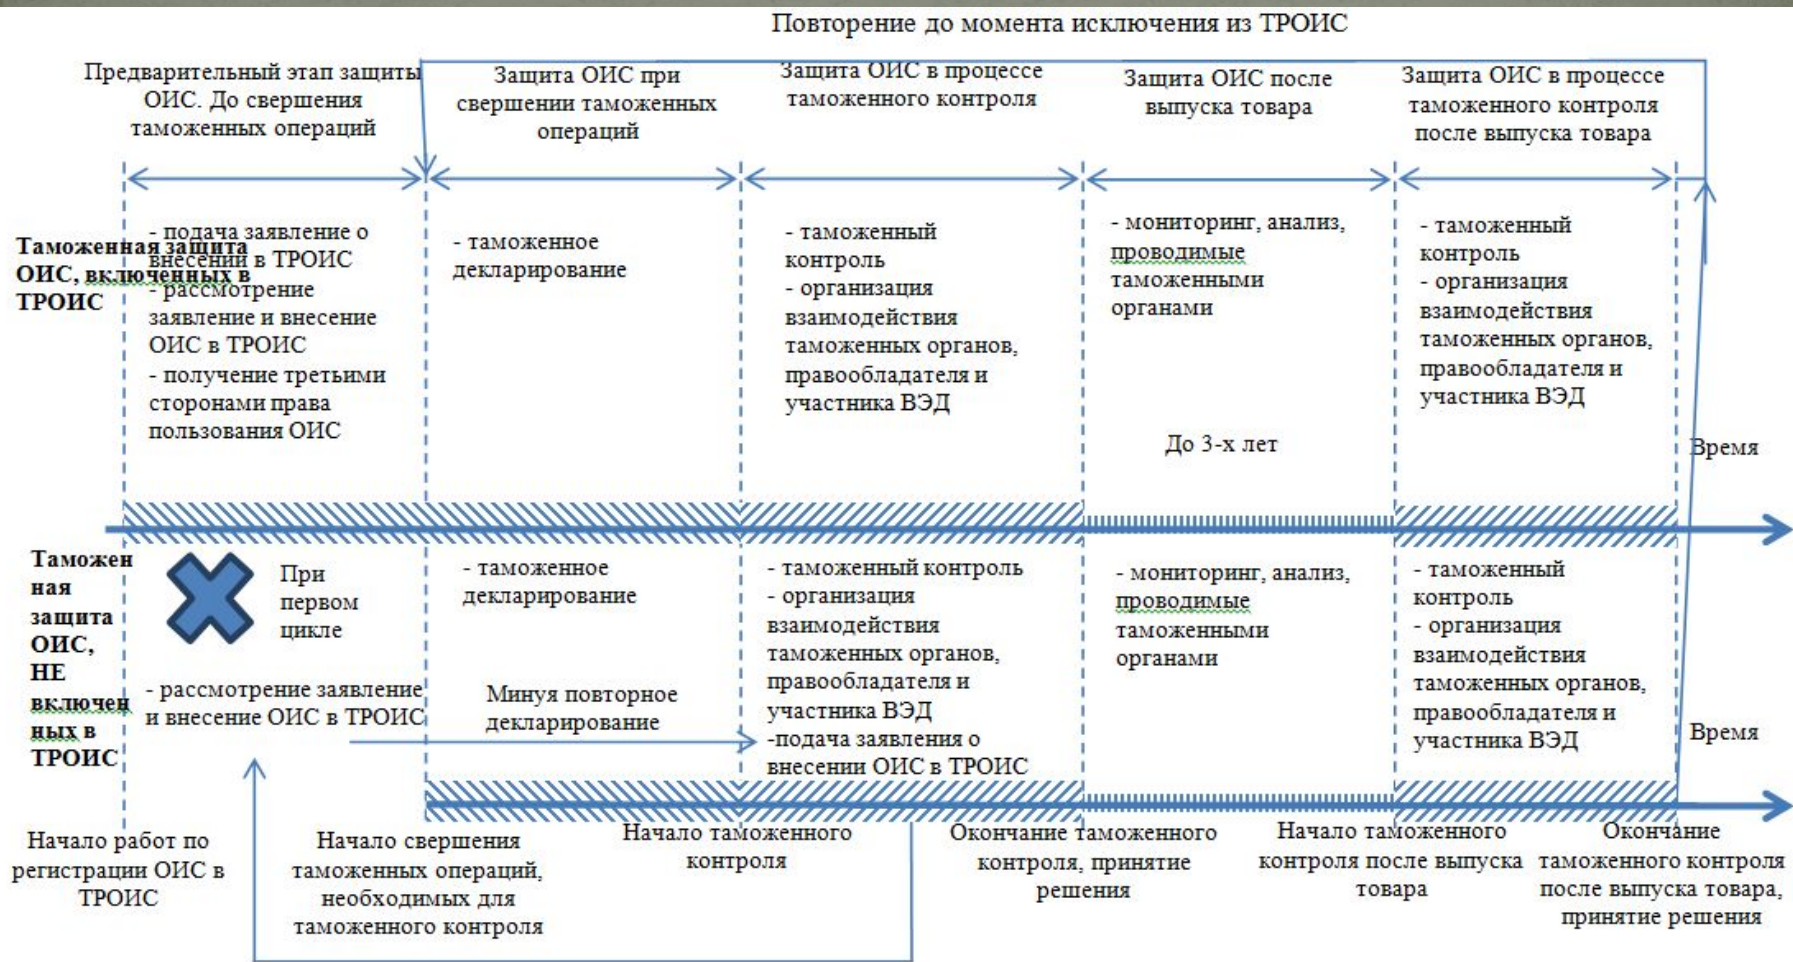 Повторение до момента исключения из ТРОИС
Предварительный этап защиты
ОИС. До свершения
таможенных операций
Защита ОИС при
свершении таможенных
операций
Защита ОИС в процессе
таможенного контроля
Защита ОИС после
выпуска товара
Защита ОИС в процессе
таможенного контроля
после выпуска товара
Таможенная защита
ОИС, включенных в
ТРОИС
- подача заявление о
внесении в ТРОИС
- рассмотрение
заявление и внесение
ОИС в ТРОИС
- получение третьими
сторонами права
пользования ОИС
- таможенное
декларирование
- таможенный
контроль
- организация
взаимодействия
таможенных органов,
правообладателя и
участника ВЭД
- мониторинг, анализ,
проводимые
таможенными
органами
До 3-х лет
- таможенный
контроль
- организация
взаимодействия
таможенных органов,
правообладателя и
участника ВЭД
Время
Таможен
ная
защита
ОИС,
НЕ
включен
ных в
ТРОИС
При
первом
цикле
- рассмотрение заявление
и внесение ОИС в ТРОИС
- таможенное
декларирование
Минуя повторное
декларирование
- таможенный контроль
- организация
взаимодействия
таможенных органов,
правообладателя и
участника ВЭД
-подача заявления о
внесении ОИС в ТРОИС
- мониторинг, анализ,
проводимые
таможенными
органами
- таможенный
контроль
- организация
взаимодействия
таможенных органов,
правообладателя и
участника ВЭД
Время
Начало работ по
регистрации ОИС в
ТРОИС
Начало свершения
таможенных операций,
необходимых для
таможенного контроля
Начало таможенного
контроля
Окончание таможенного
контроля, принятие
решения
Начало таможенного
контроля после выпуска
товара
Окончание
таможенного контроля
после выпуска товара,
принятие решения